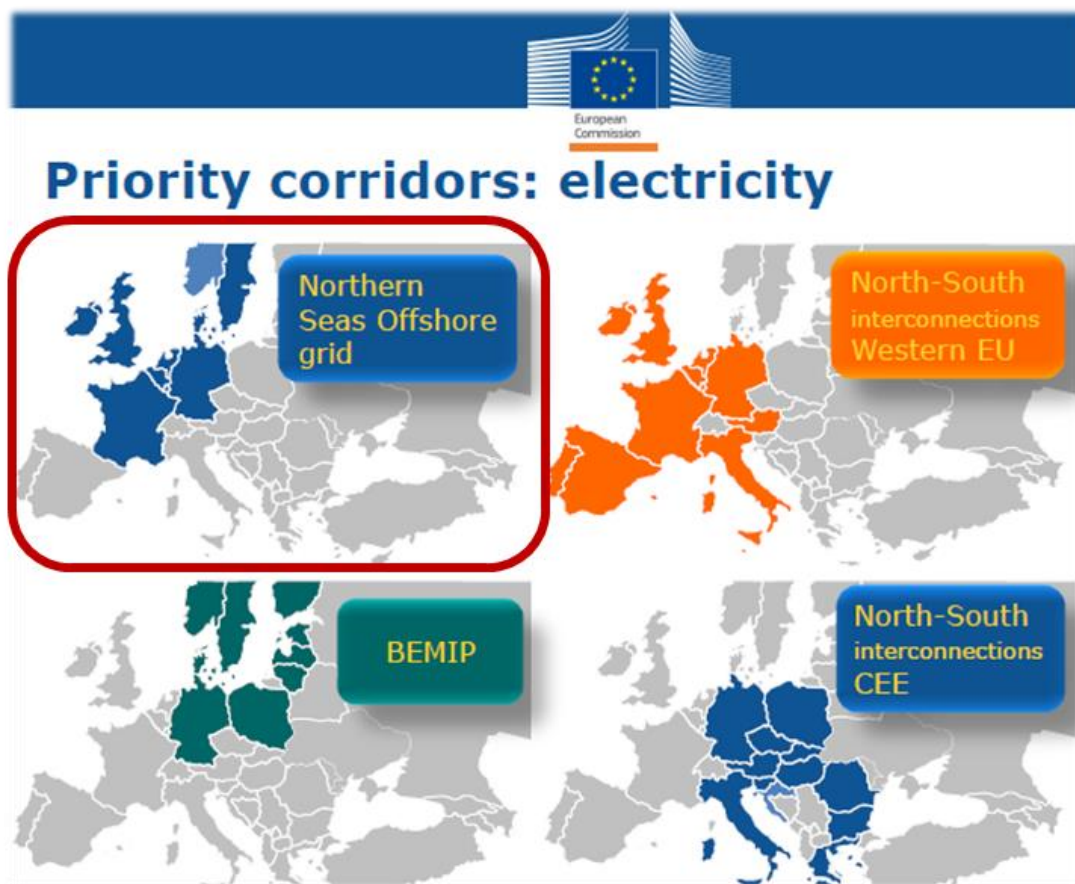 European
Commission
Priority corridors: electricity
Northern
Seas Offshore
grid
North-South
interconnections
Western EU
BEMIP
North-South
interconnections
CEE